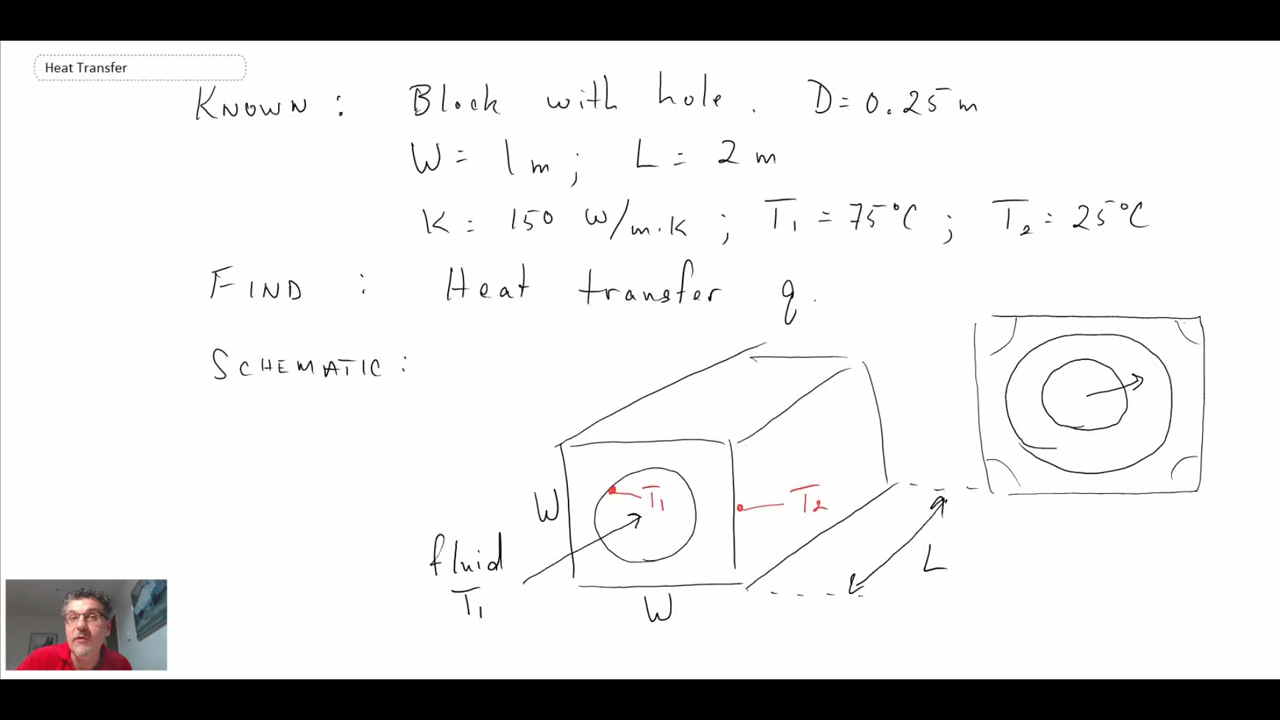 Heat Transfer
KNOWN : Block with hole . D = 0.25 m
W = 1 m ; L = 2 m
K = 150 W/m.K ; T1 = 75°C ; T2 = 25°C
FIND : Heat transfer q.
SCHEMATIC :
W
T1
T2
fluid
T1
W
L